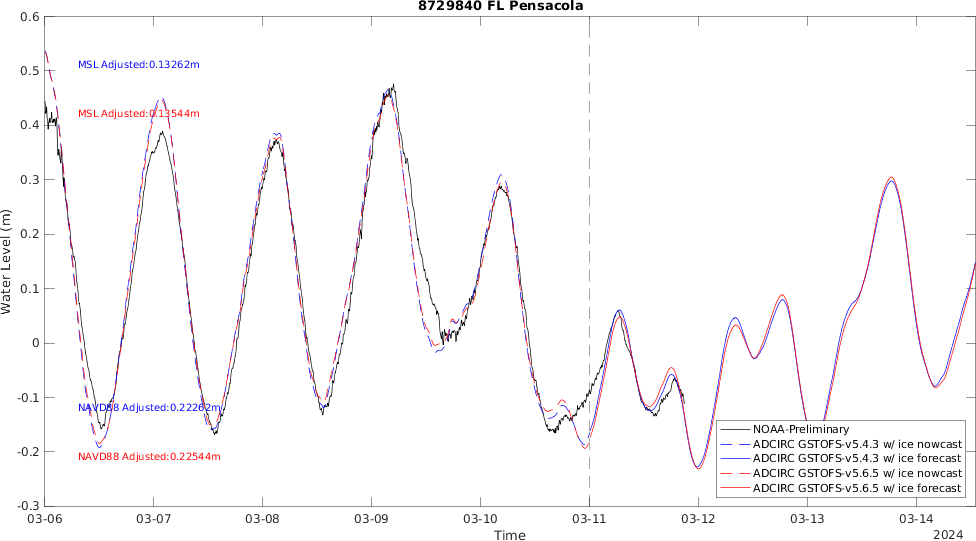 8729840 FL Pensacola
0.6
0.5
0.4
0.3
0.2
0.1
0
-0.1
-0.2
-0.3
Water Level (m)
MSL Adjusted:0.13262m
MSL Adjusted:0.13544m
NAVD88 Adjusted:0.22262m
NAVD88 Adjusted:0.22544m
NOAA-Preliminary
ADCIRC GSTOFS-v5.4.3 w/ ice nowcast
ADCIRC GSTOFS-v5.4.3 w/ ice forecast
ADCIRC GSTOFS-v5.6.5 w/ ice nowcast
ADCIRC GSTOFS-v5.6.5 w/ ice forecast
03-06 03-07 03-08 03-09 03-10 03-11 03-12 03-13 03-14
Time
2024